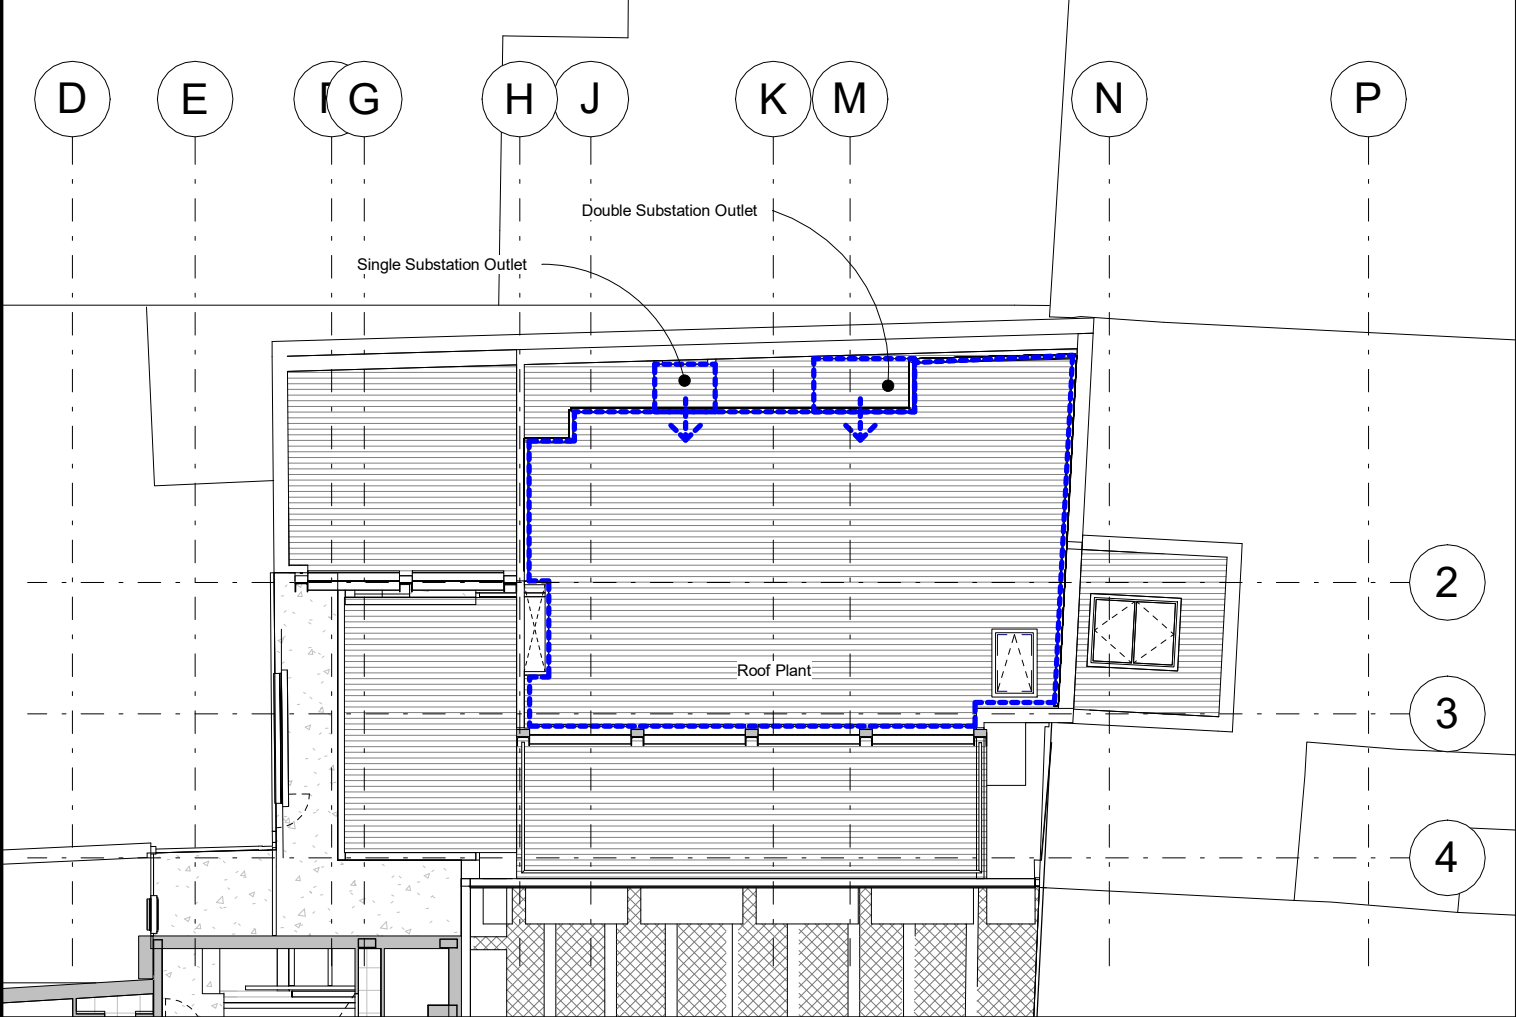 D
E
F
G
H
J
K
M
N
P
Double Substation Outlet
Single Substation Outlet
2
Roof Plant
3
4